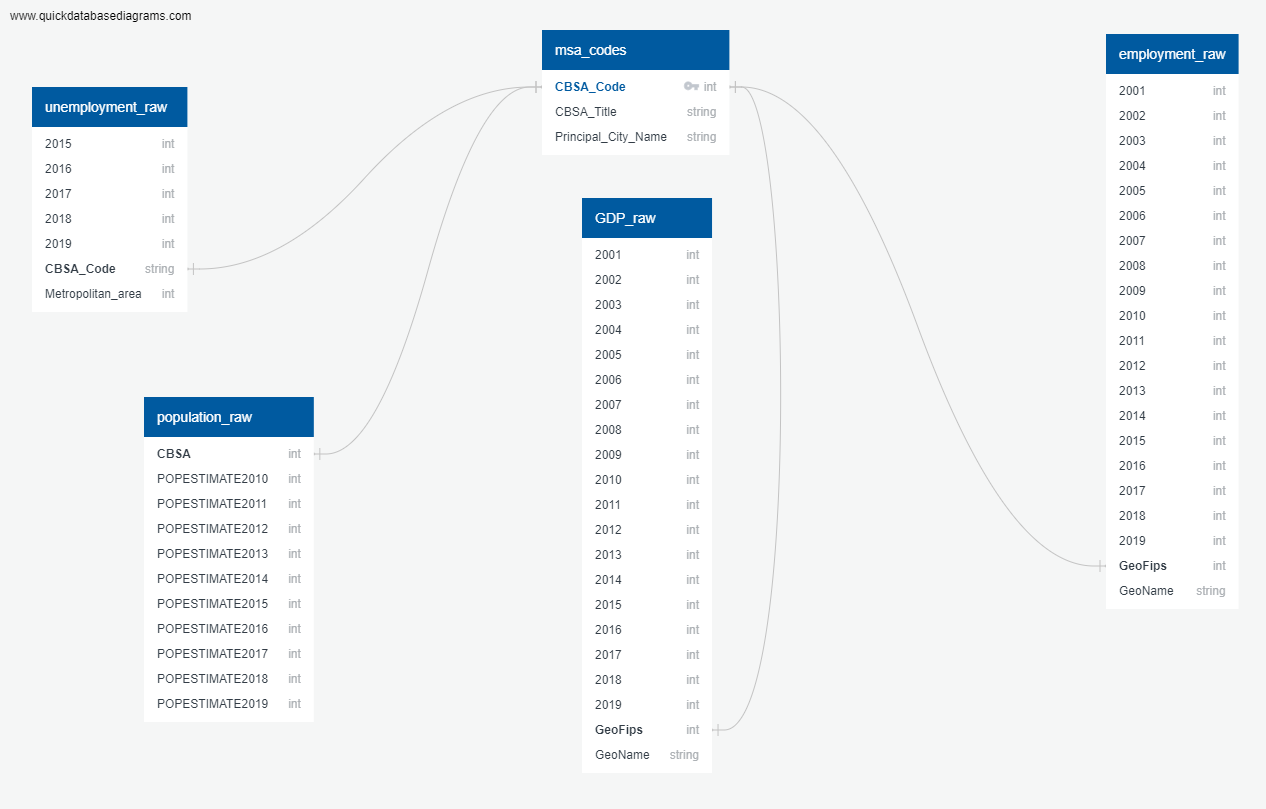 www.quickdatabasediagrams.com
msa_codes
CBSA_Code int
CBSA_Title string
Principal_City_Name string
employment_raw
2001 int
2002 int
2003 int
2004 int
2005 int
2006 int
2007 int
2008 int
2009 int
2010 int
2011 int
2012 int
2013 int
2014 int
2015 int
2016 int
2017 int
2018 int
2019 int
GeoFips int
GeoName string
unemployment_raw
2015 int
2016 int
2017 int
2018 int
2019 int
CBSA_Code string
Metropolitan_area int
GDP_raw
2001 int
2002 int
2003 int
2004 int
2005 int
2006 int
2007 int
2008 int
2009 int
2010 int
2011 int
2012 int
2013 int
2014 int
2015 int
2016 int
2017 int
2018 int
2019 int
GeoFips int
GeoName string
population_raw
CBSA int
POPESTIMATE2010 int
POPESTIMATE2011 int
POPESTIMATE2012 int
POPESTIMATE2013 int
POPESTIMATE2014 int
POPESTIMATE2015 int
POPESTIMATE2016 int
POPESTIMATE2017 int
POPESTIMATE2018 int
POPESTIMATE2019 int